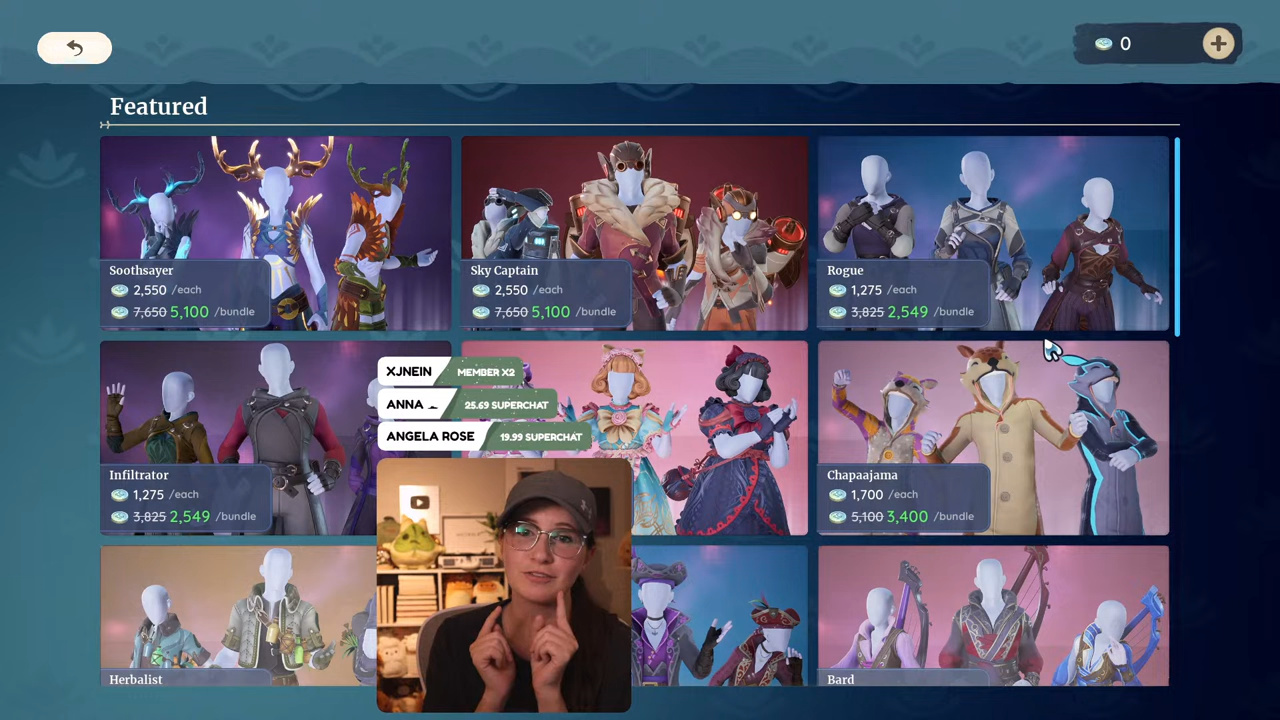 0
Featured
Soothsayer
2,550 /each
7,650 5,100 /bundle
Sky Captain
2,550 /each
7,650 5,100 /bundle
Rogue
1,275 /each
3,825 2,549 /bundle
XJNEIN MEMBER X2
ANNA 25.69 SUPERCHAT
ANGELA ROSE 19.99 SUPERCHAT
Infiltrator
1,275 /each
3,825 2,549 /bundle
Chapaajama
1,700 /each
5,100 3,400 /bundle
Herbalist
Bard